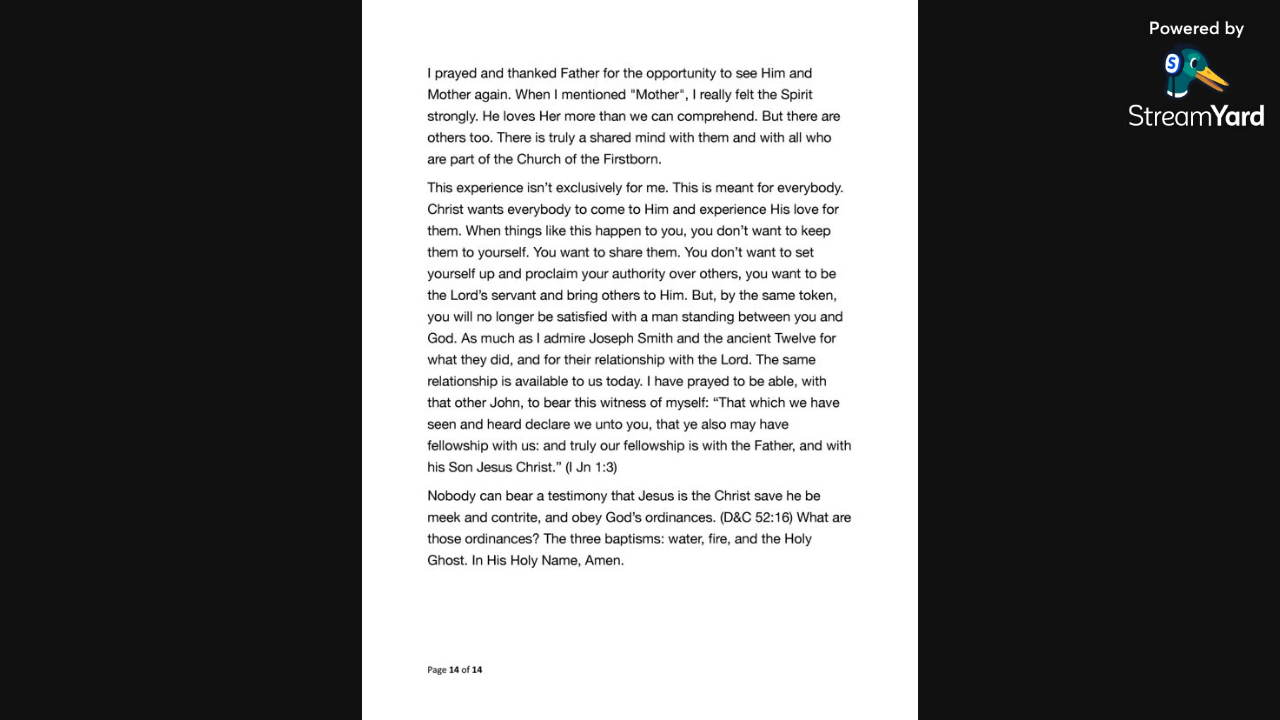 I prayed and thanked Father for the opportunity to see Him and
Mother again. When I mentioned "Mother", I really felt the Spirit
strongly. He loves Her more than we can comprehend. But there are
others too. There is truly a shared mind with them and with all who
are part of the Church of the Firstborn.
This experience isn’t exclusively for me. This is meant for everybody.
Christ wants everybody to come to Him and experience His love for
them. When things like this happen to you, you don’t want to keep
them to yourself. You want to share them. You don’t want to set
yourself up and proclaim your authority over others, you want to be
the Lord’s servant and bring others to Him. But, by the same token,
you will no longer be satisfied with a man standing between you and
God. As much as I admire Joseph Smith and the ancient Twelve for
what they did, and for their relationship with the Lord. The same
relationship is available to us today. I have prayed to be able, with
that other John, to bear this witness of myself: “That which we have
seen and heard declare we unto you, that ye also may have
fellowship with us: and truly our fellowship is with the Father, and with
his Son Jesus Christ.” (I Jn 1:3)
Nobody can bear a testimony that Jesus is the Christ save he be
meek and contrite, and obey God’s ordinances. (D&C 52:16) What are
those ordinances? The three baptisms: water, fire, and the Holy
Ghost. In His Holy Name, Amen.
Page 14 of 14
Powered by
S
StreamYard